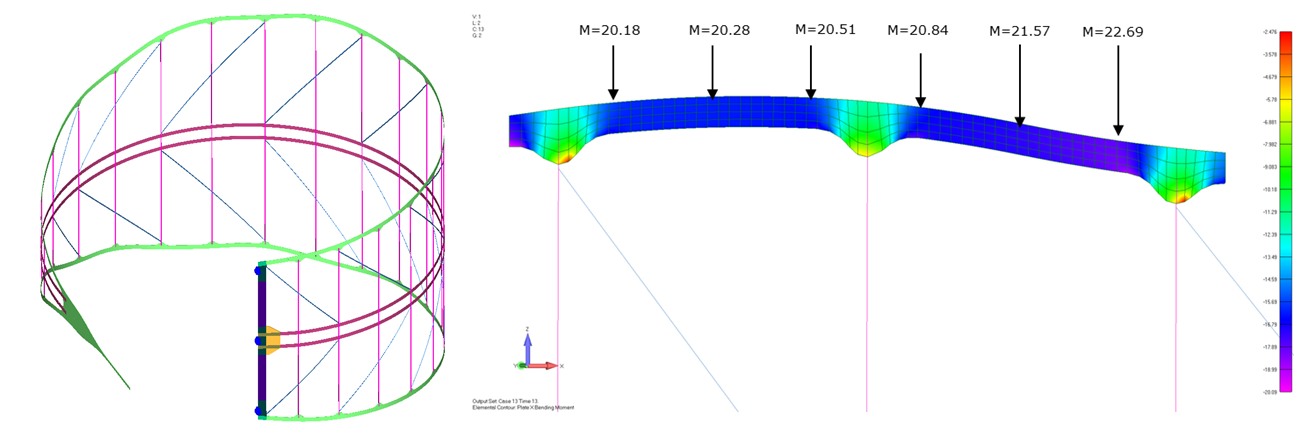 V: 1
L: 2
C: 13
G: 2
M=20.18
M=20.28
M=20.51
M=20.84
M=21.57
M=22.69
-2.476
-3.578
-4.679
-5.78
-6.881
-7.982
-9.083
-10.18
-11.29
-12.39
-13.49
-14.59
-15.69
-16.79
-17.89
-18.99
-20.09
Z
Y
X
Output Set: Case 13 Time 13.
Elemental Contour: Plate X Bending Moment